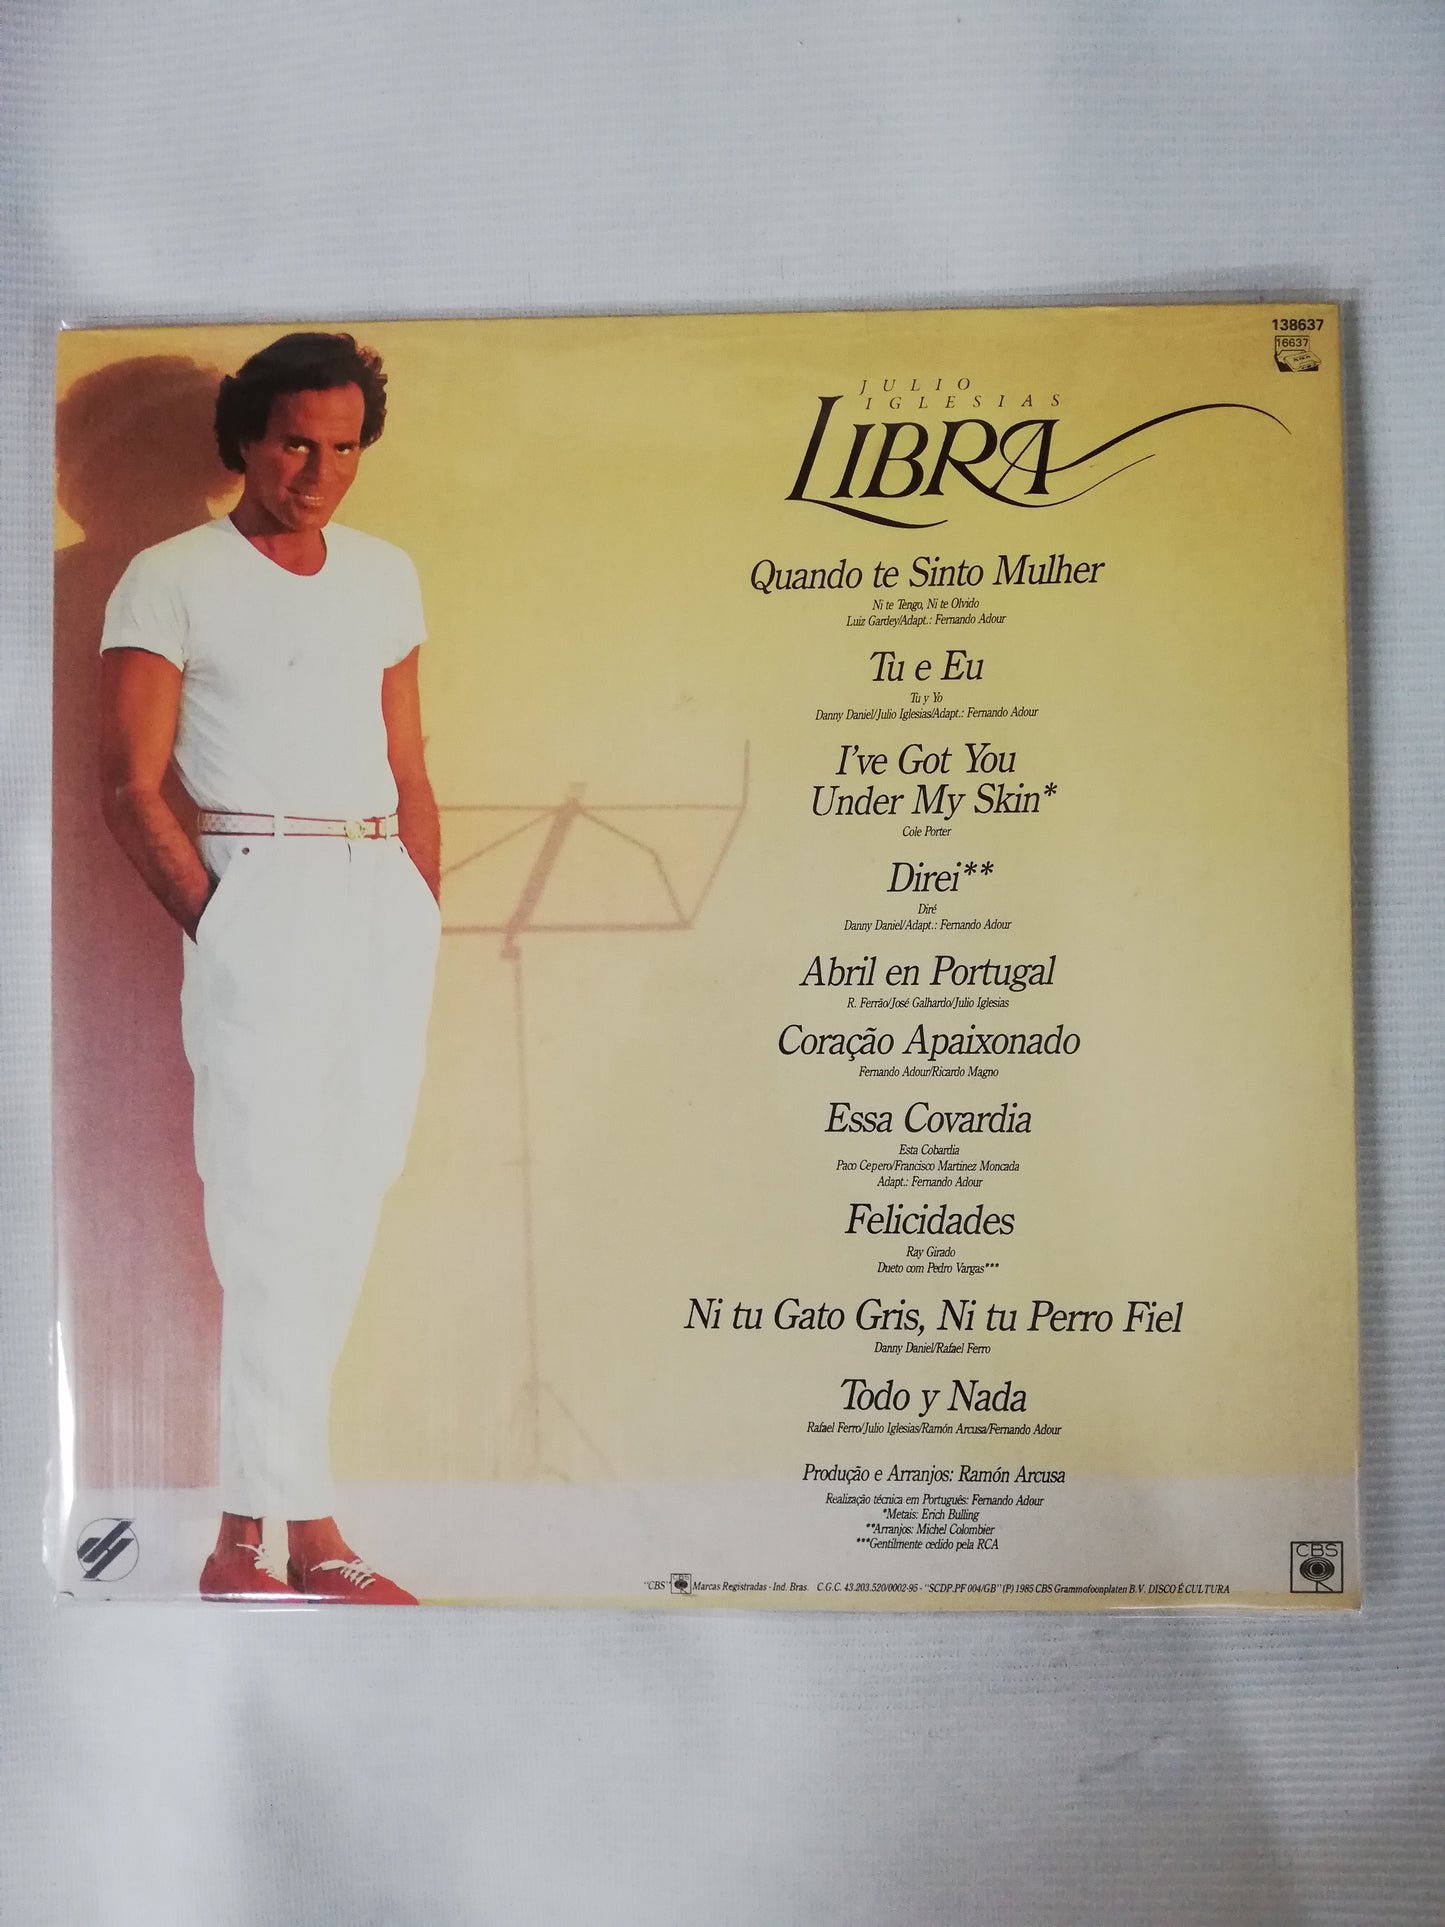 138637
16637
JULIO
IGLESIAS
LIBRA
Quando te Sinto Mulher
Ni te Tengo, Ni te Olvido
Luiz Gardey/Adapt.: Fernando Adour
Tu e Eu
Tu y Yo
Danny Daniel/Julio Iglesias/Adapt.: Fernando Adour
I've Got You
Under My Skin*
Cole Porter
Direi**
Diré
Danny Daniel/Adapt.: Fernando Adour
Abril en Portugal
R. Ferrão/José Galhardo/Julio Iglesias
Coração Apaixonado
Fernando Adour/Ricardo Magno
Essa Covardia
Esta Cobardia
Paco Cepero/Francisco Martinez Moncada
Adapt.: Fernando Adour
Felicidades
Ray Girado
Dueto com Pedro Vargas***
Ni tu Gato Gris, Ni tu Perro Fiel
Danny Daniel/Rafael Ferro
Todo y Nada
Rafael Ferro/Julio Iglesias/Ramón Arcusa/Fernando Adour
Produção e Arranjos: Ramón Arcusa
Realização técnica em Português: Fernando Adour
*Metais: Erich Bulling
**Arranjos: Michel Colombier
***Gentilmente cedido pela RCA
CBS
"CBS" CBS Marcas Registradas - Ind. Bras. C.G.C. 43.203.520/0002-95 - "SCDP.PF 004/GB" (P) 1985 CBS Grammofoonplaten B.V. DISCO É CULTURA